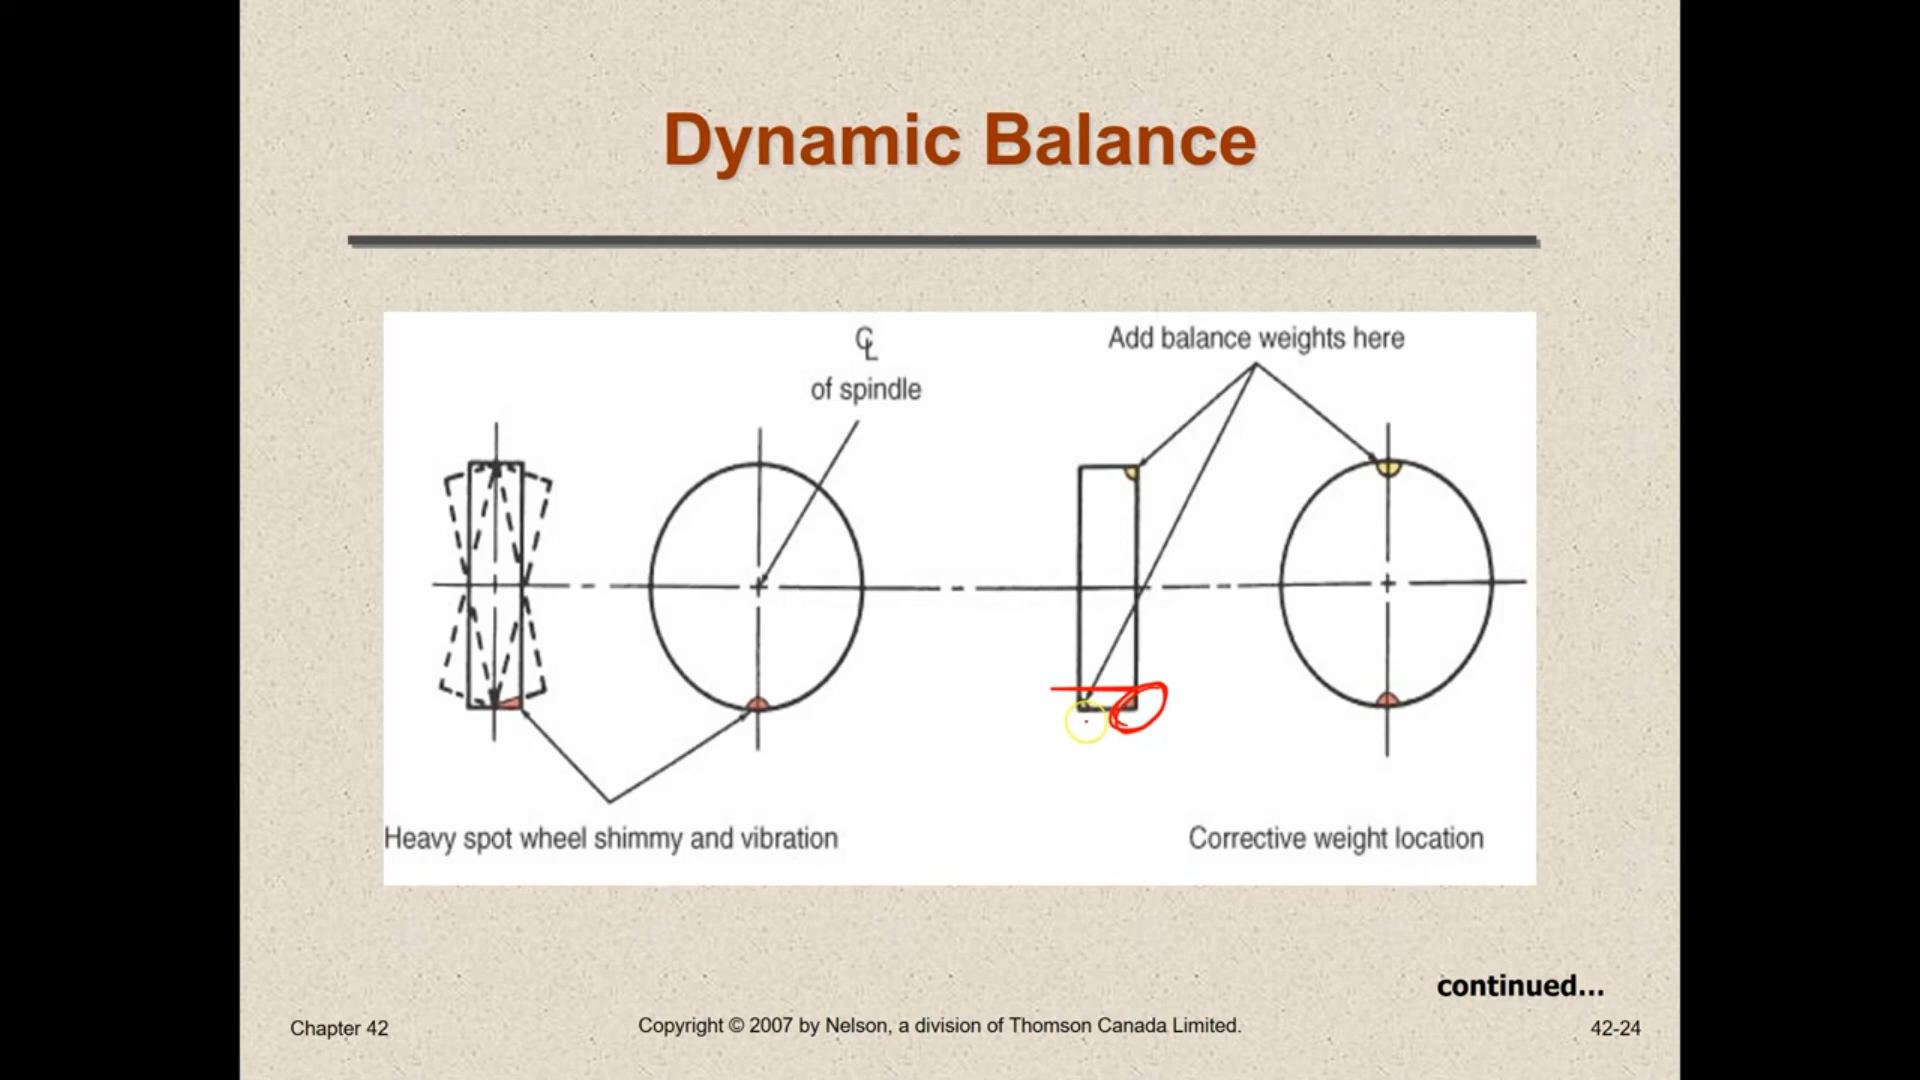 Dynamic Balance
℄
of spindle
Add balance weights here
Heavy spot wheel shimmy and vibration
Corrective weight location
continued...
Chapter 42
Copyright © 2007 by Nelson, a division of Thomson Canada Limited.
42-24